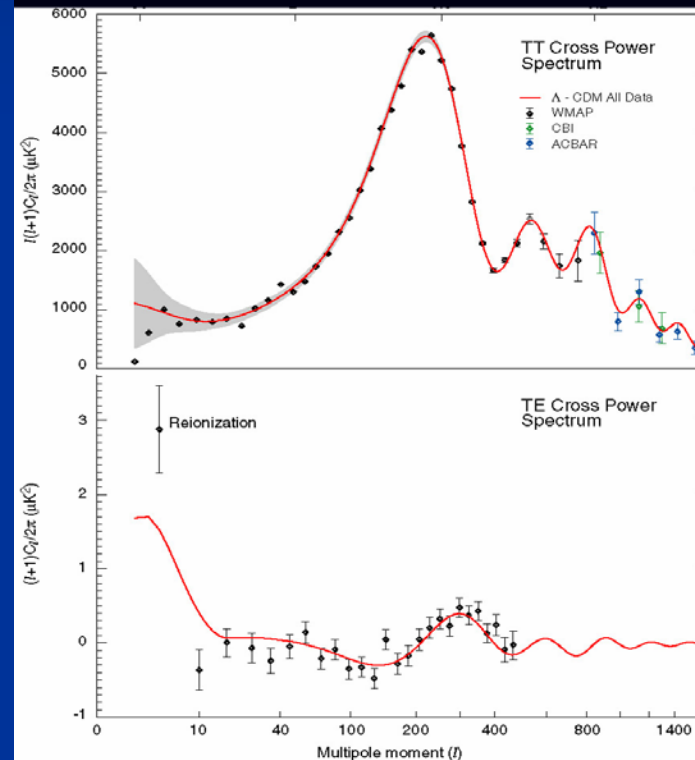 6000
TT Cross Power
Spectrum
5000
Λ - CDM All Data
WMAP
CBI
ACBAR
4000
l(l+1)Cl/2π (μK²)
3000
2000
1000
0
TE Cross Power
Spectrum
3
Reionization
2
(l+1)Cl/2π (μK²)
1
0
-1
0 10 40 100 200 400 800 1400
Multipole moment (l)